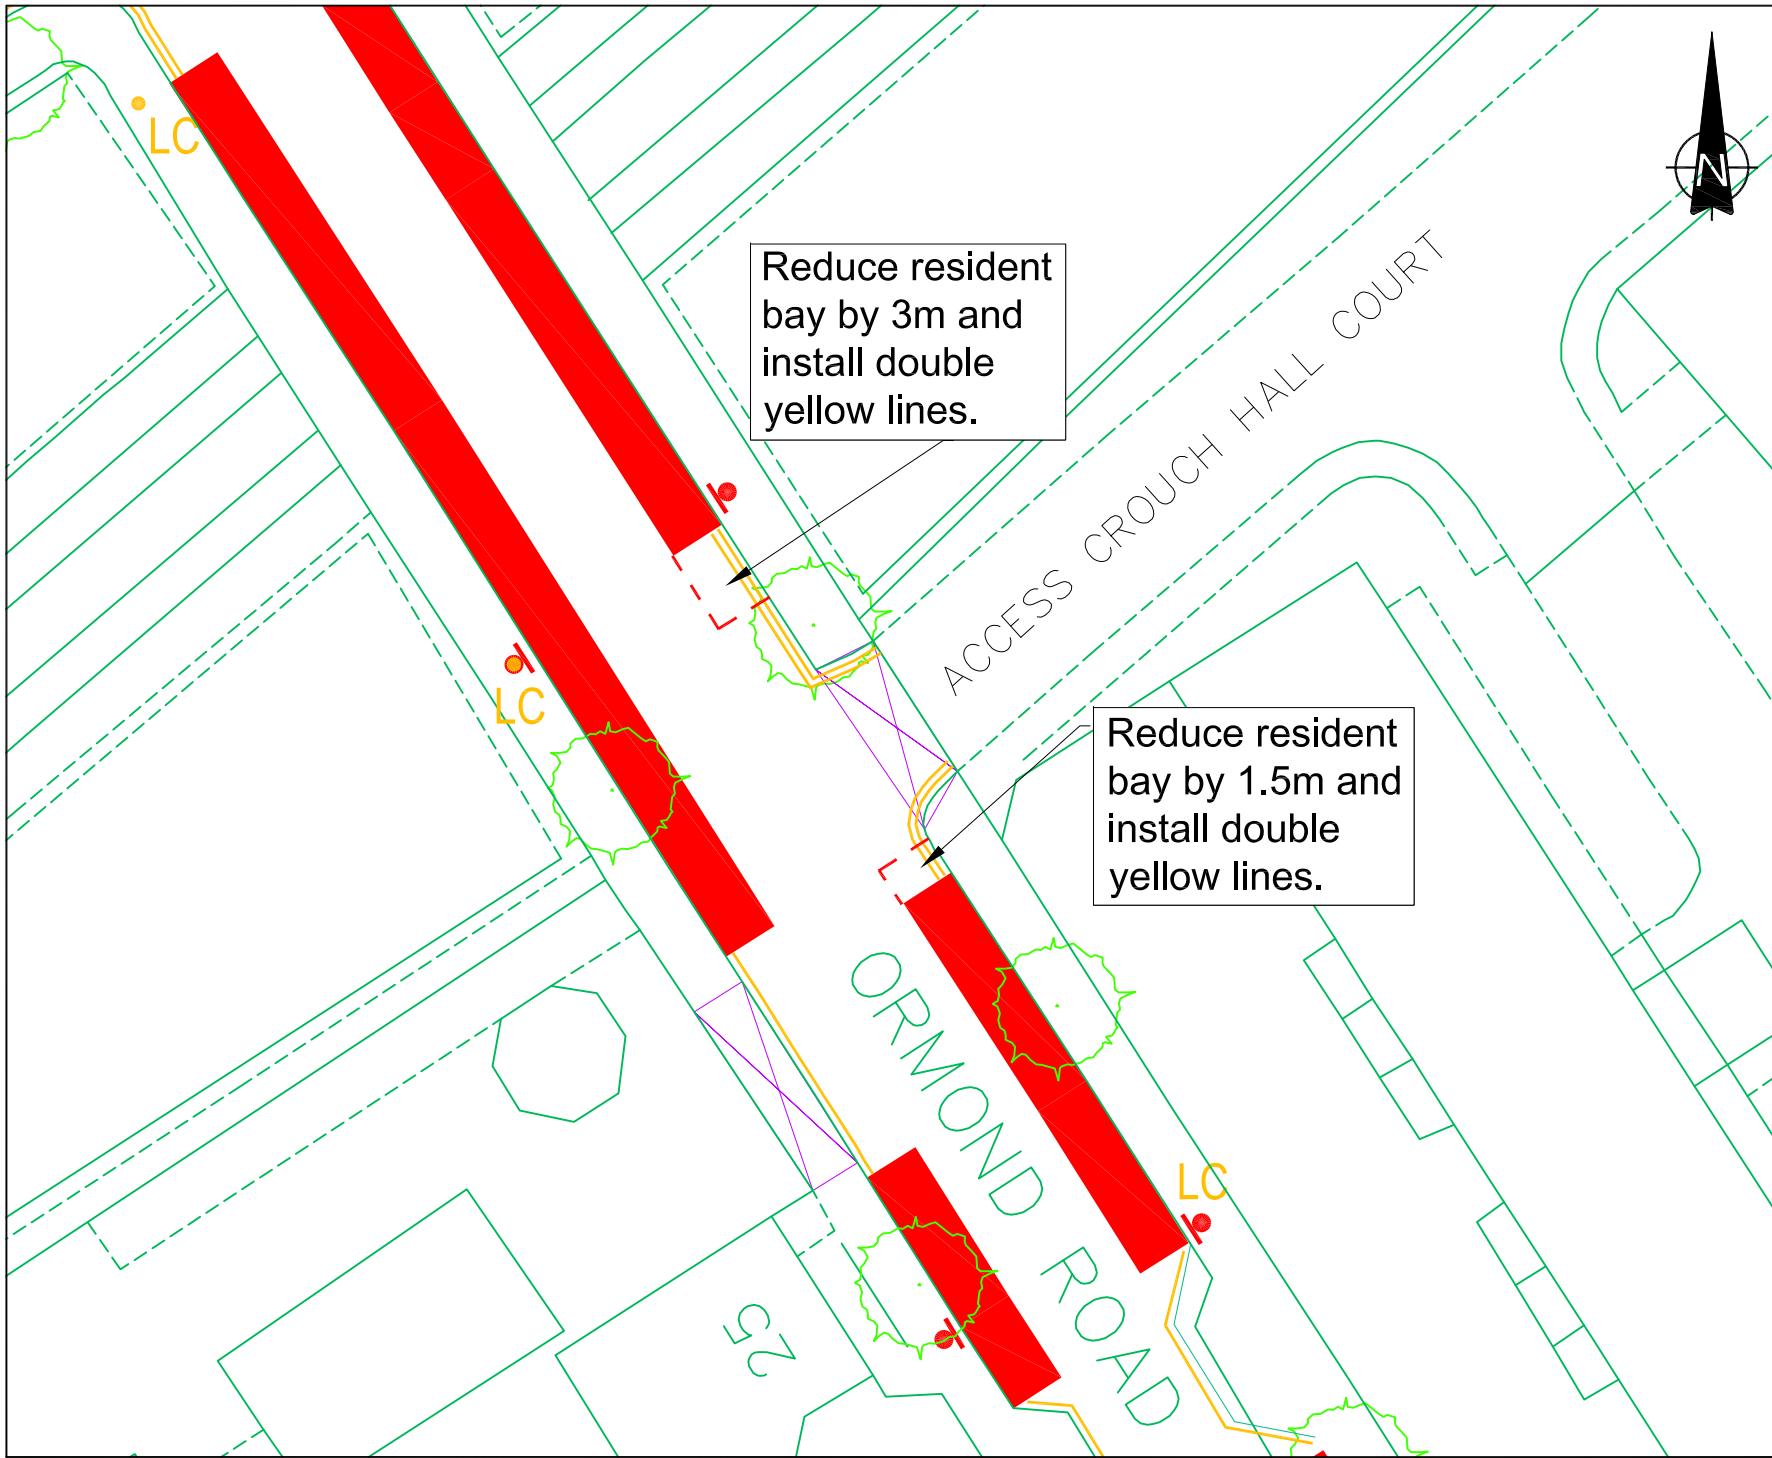 LC
N
Reduce resident
bay by 3m and
install double
yellow lines.
ACCESS CROUCH HALL COURT
LC
Reduce resident
bay by 1.5m and
install double
yellow lines.
ORMOND ROAD
LC
25